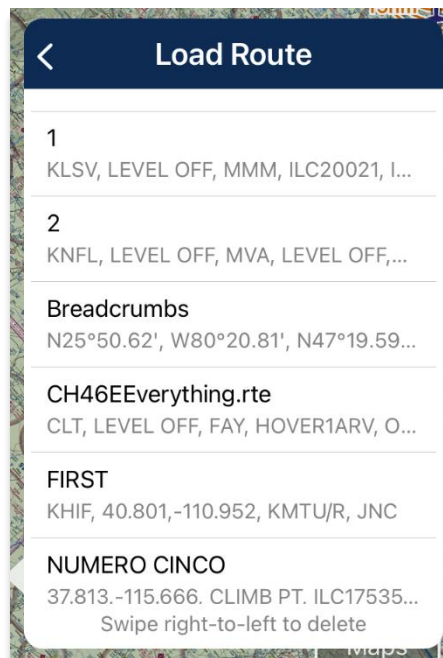 Load Route
1
KLSV, LEVEL OFF, MMM, ILC20021, I...
2
KNFL, LEVEL OFF, MVA, LEVEL OFF,...
Breadcrumbs
N25°50.62', W80°20.81', N47°19.59...
CH46EEverything.rte
CLT, LEVEL OFF, FAY, HOVER1ARV, O...
FIRST
KHIF, 40.801,-110.952, KMTU/R, JNC
NUMERO CINCO
37.813.-115.666. CLIMB PT. ILC17535...
Swipe right-to-left to delete
Maps